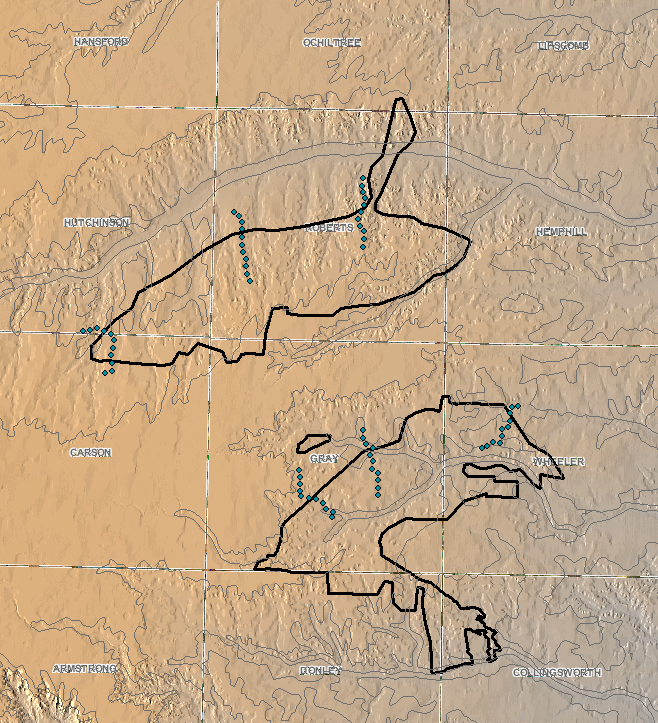 HANSFORD
OCHILTREE
LIPSCOMB
HUTCHINSON
ROBERTS
HEMPHILL
CARSON
GRAY
WHEELER
ARMSTRONG
DONLEY
COLLINGSWORTH